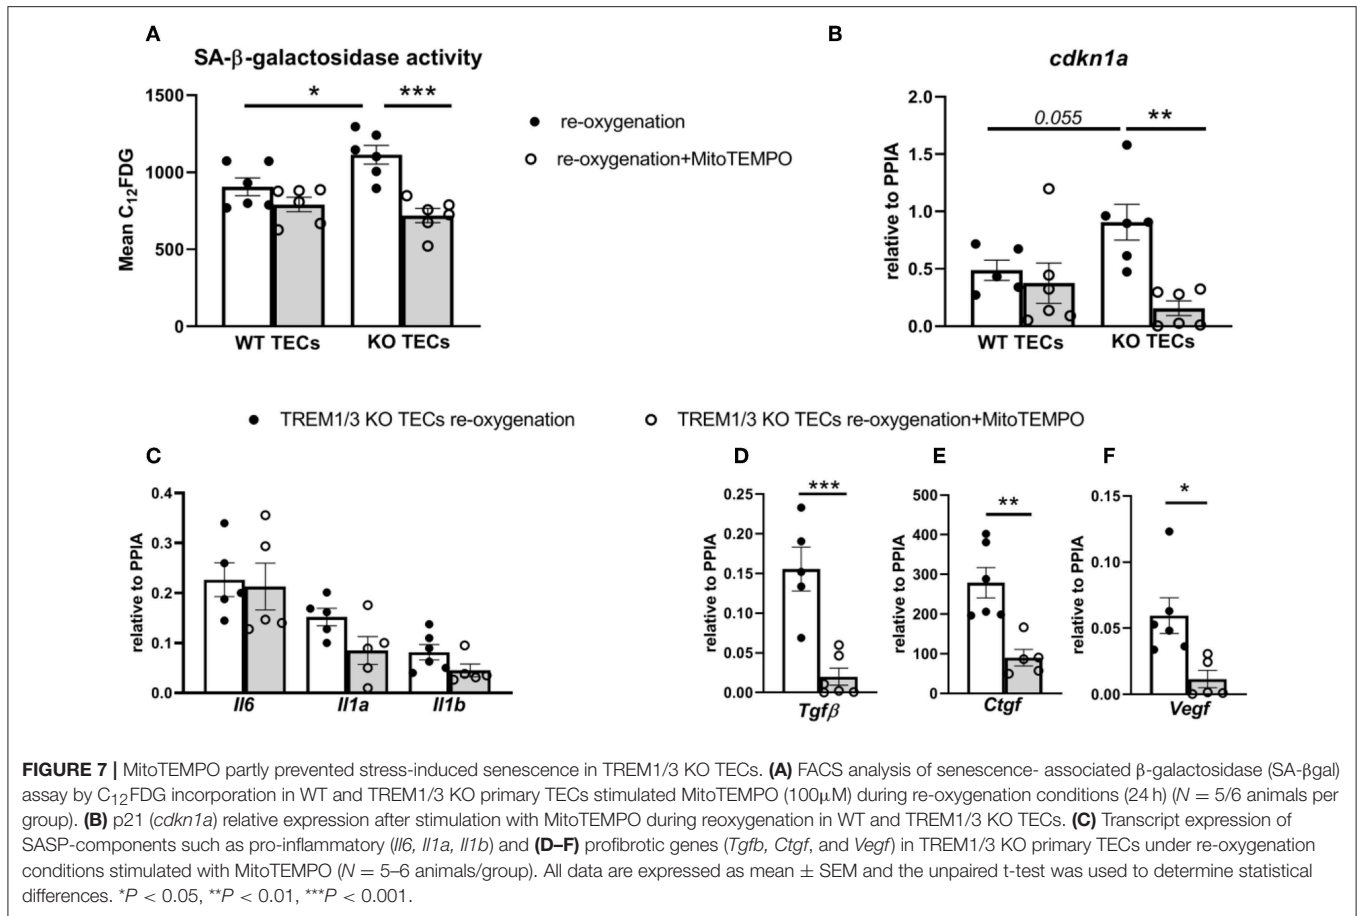 A
SA-β-galactosidase activity
1500
1000
500
0
Mean C₁₂FDG
*
***
WT TECs
KO TECs
re-oxygenation
re-oxygenation+MitoTEMPO
B
cdkn1a
2.0
1.5
1.0
0.5
0.0
relative to PPIA
0.055
**
WT TECs
KO TECs
TREM1/3 KO TECs re-oxygenation
TREM1/3 KO TECs re-oxygenation+MitoTEMPO
C
0.4
0.3
0.2
0.1
0.0
relative to PPIA
Il6
Il1a
Il1b
D
0.25
0.20
0.15
0.10
0.05
0.00
relative to PPIA
***
Tgfβ
E
500
400
300
200
100
0
relative to PPIA
**
Ctgf
F
0.15
0.10
0.05
0.00
relative to PPIA
*
Vegf
FIGURE 7 | MitoTEMPO partly prevented stress-induced senescence in TREM1/3 KO TECs. (A) FACS analysis of senescence- associated β-galactosidase (SA-βgal)
assay by C₁₂FDG incorporation in WT and TREM1/3 KO primary TECs stimulated MitoTEMPO (100μM) during re-oxygenation conditions (24 h) (N = 5/6 animals per
group). (B) p21 (cdkn1a) relative expression after stimulation with MitoTEMPO during reoxygenation in WT and TREM1/3 KO TECs. (C) Transcript expression of
SASP-components such as pro-inflammatory (Il6, Il1a, Il1b) and (D–F) profibrotic genes (Tgfb, Ctgf, and Vegf) in TREM1/3 KO primary TECs under re-oxygenation
conditions stimulated with MitoTEMPO (N = 5–6 animals/group). All data are expressed as mean ± SEM and the unpaired t-test was used to determine statistical
differences. *P < 0.05, **P < 0.01, ***P < 0.001.